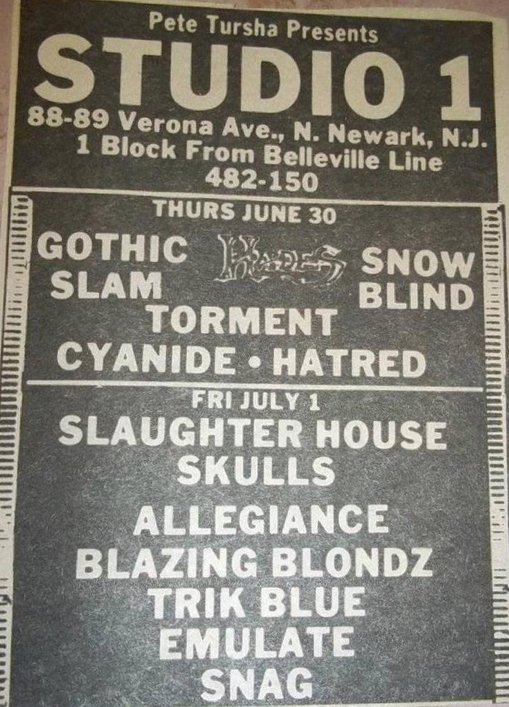 Pete Tursha Presents
STUDIO 1
88-89 Verona Ave., N. Newark, N.J.
1 Block From Belleville Line
482-150
THURS JUNE 30
GOTHIC SLAM
HADES
SNOW BLIND
TORMENT
CYANIDE • HATRED
FRI JULY 1
SLAUGHTER HOUSE
SKULLS
ALLEGIANCE
BLAZING BLONDZ
TRIK BLUE
EMULATE
SNAG